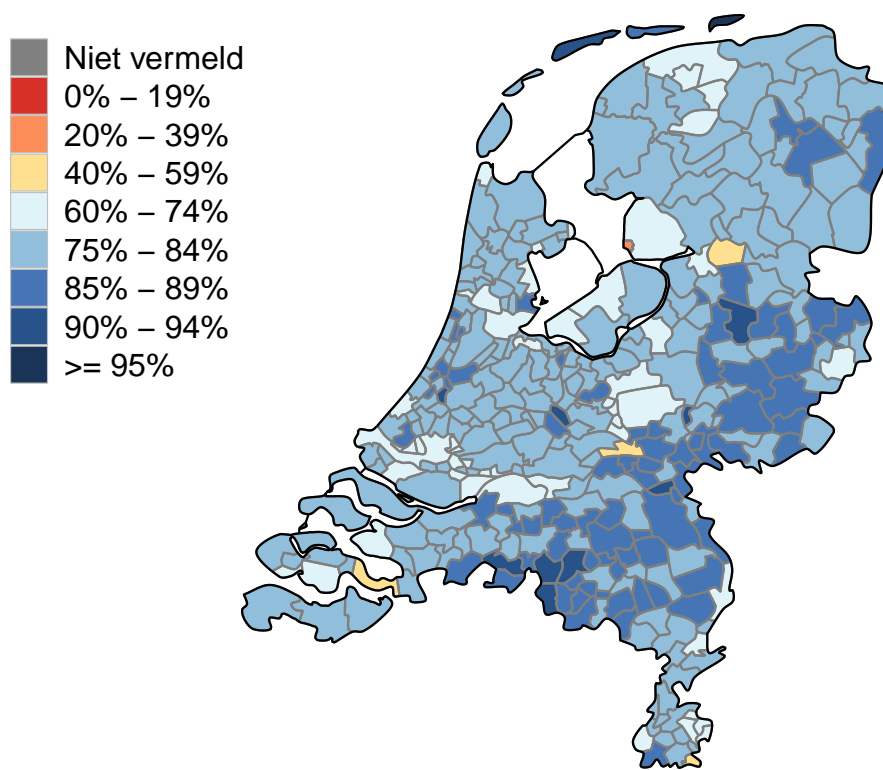 Niet vermeld
0% – 19%
20% – 39%
40% – 59%
60% – 74%
75% – 84%
85% – 89%
90% – 94%
>= 95%